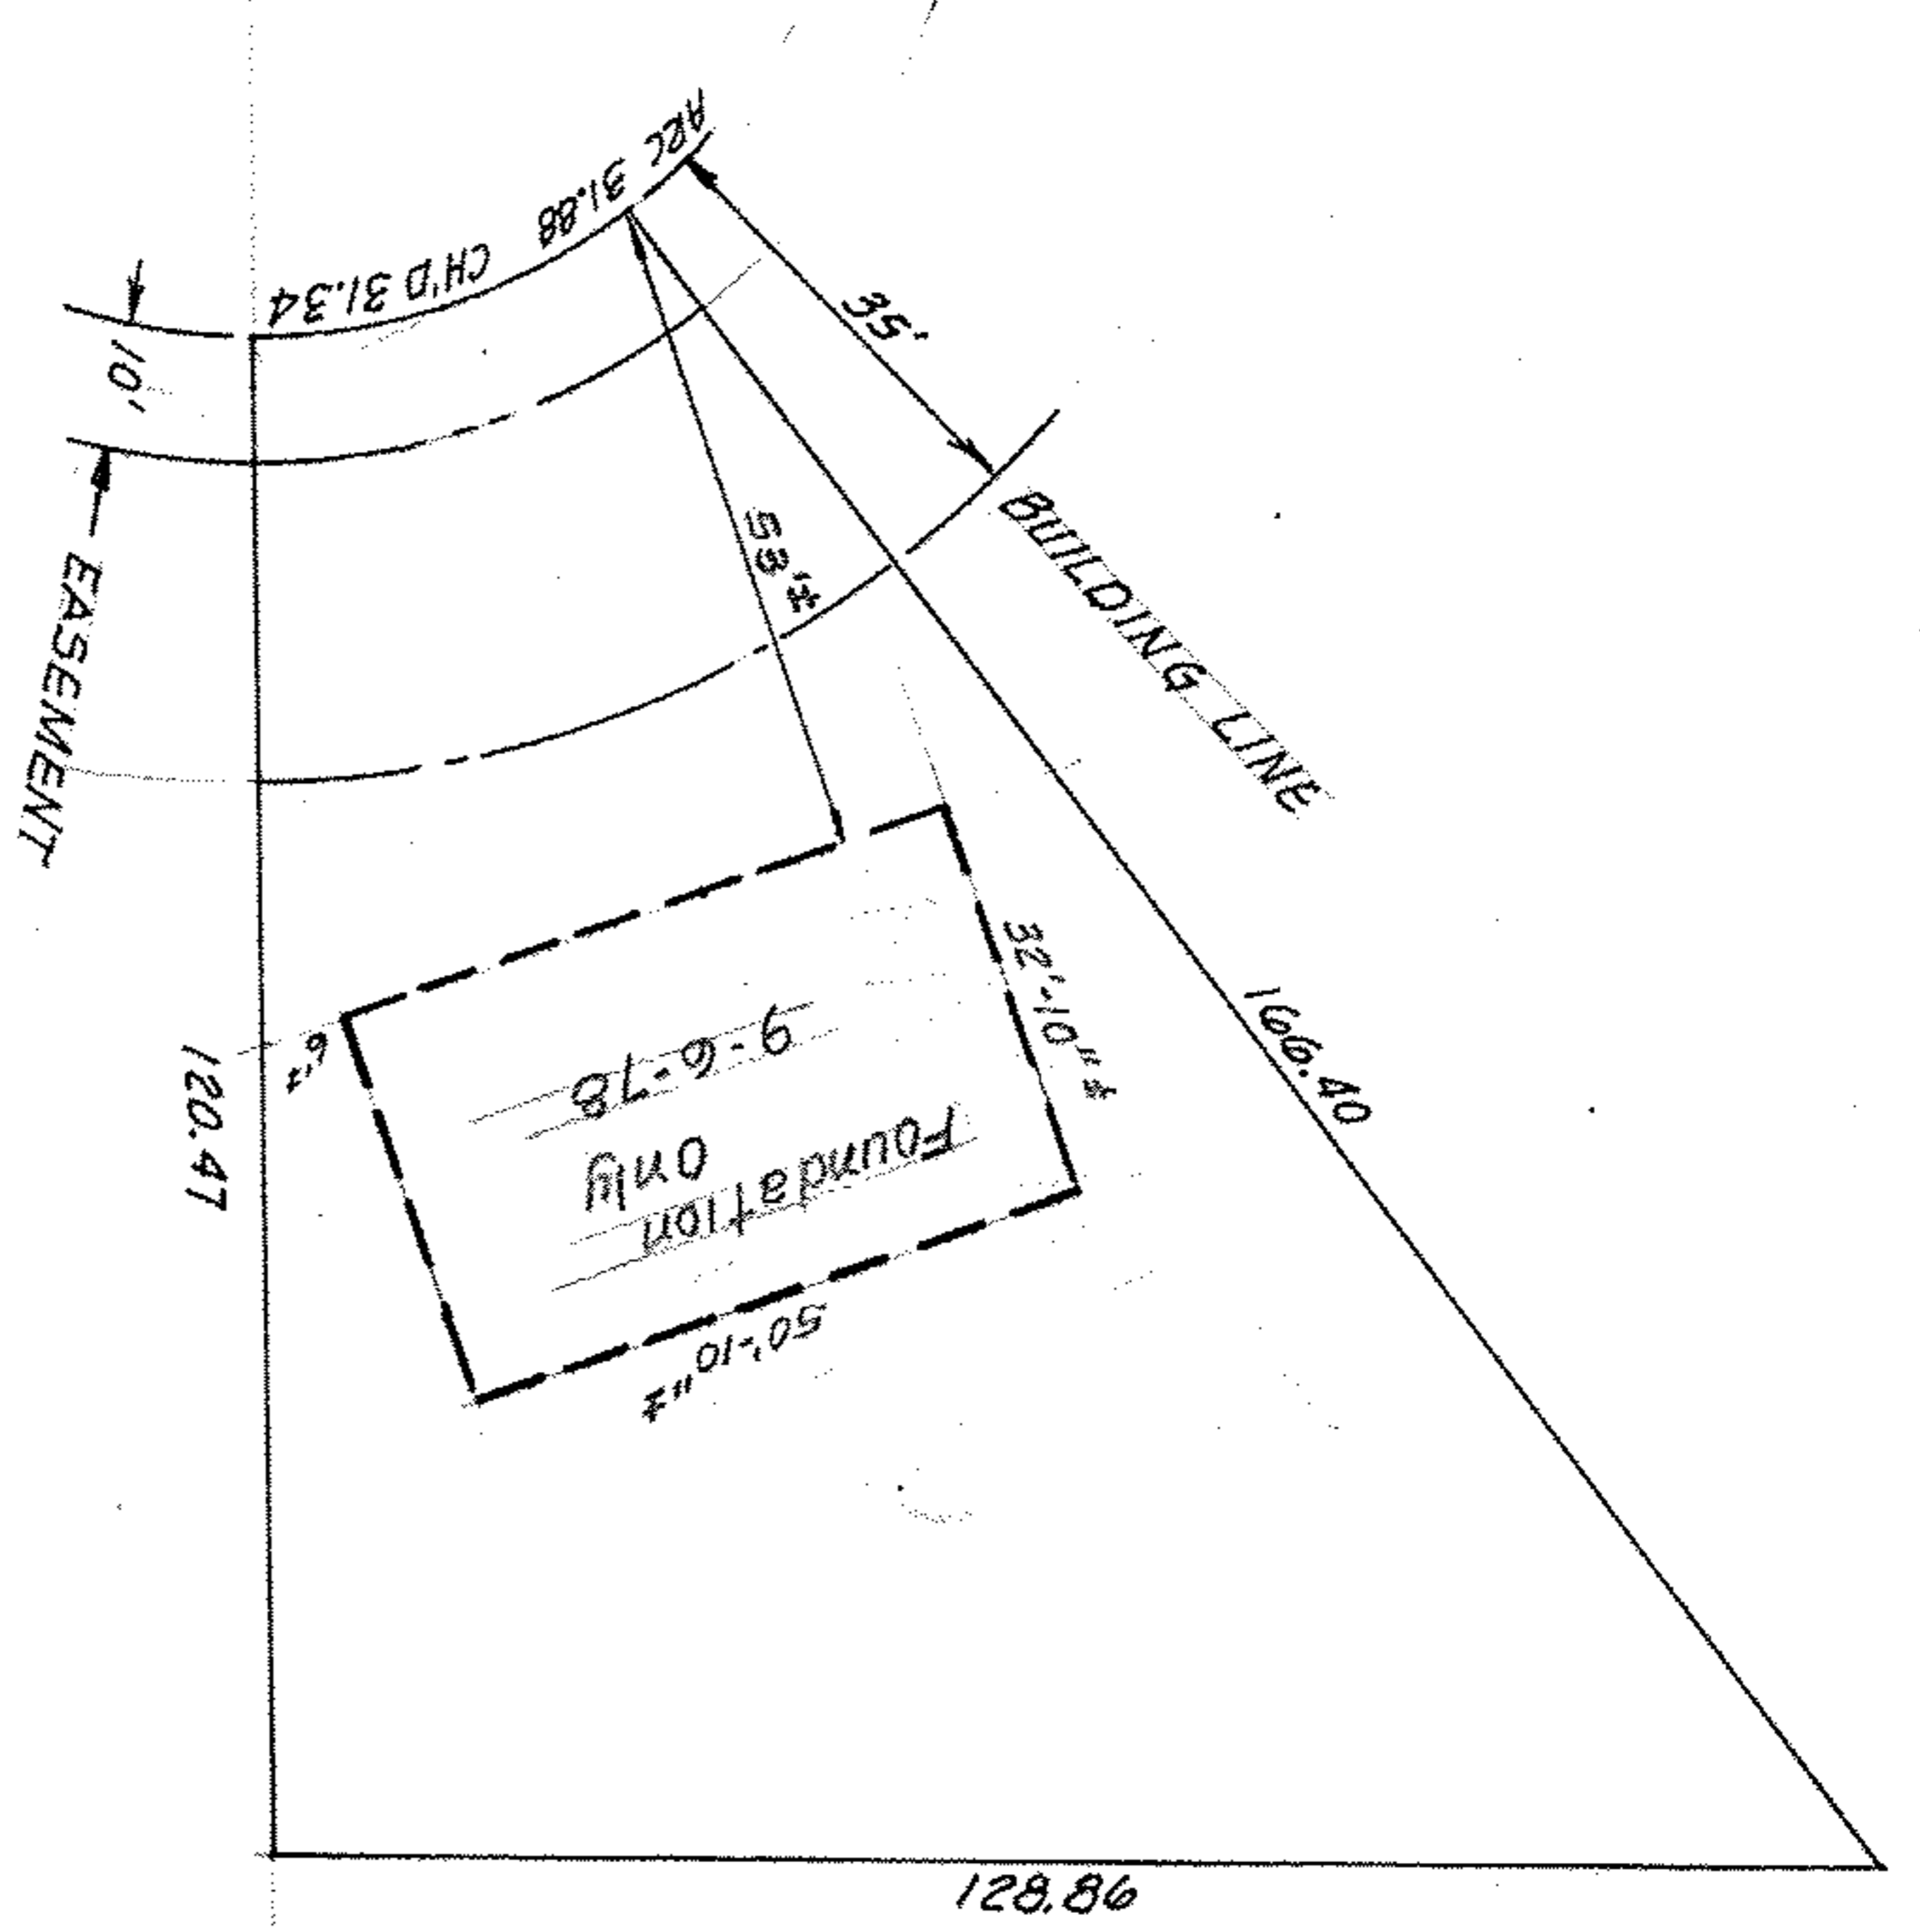 ARC 31.88
CH'D 31.34
35'
10'
EASEMENT
53'±
BUILDING LINE
32'-10"±
166.40
6'±
120.47
9-6-78
Foundation
Only
50'-10"±
128.86